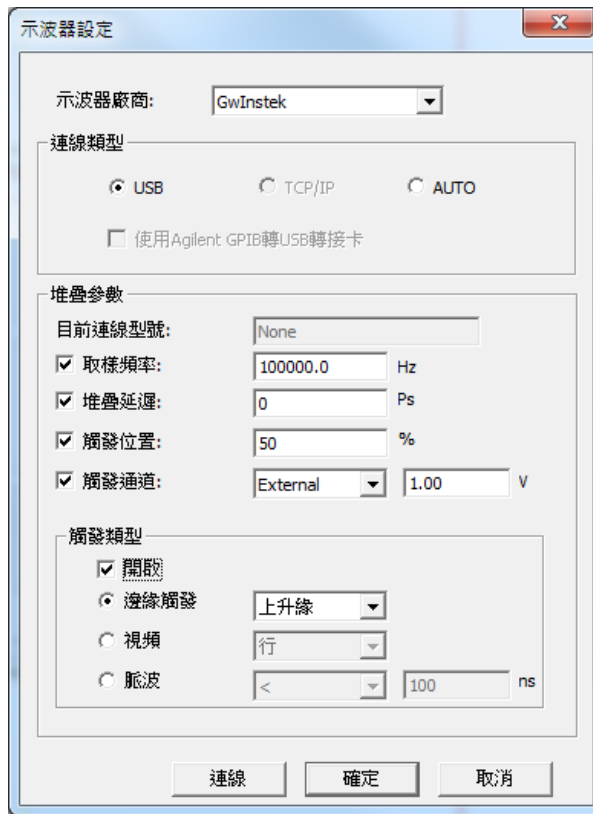 示波器設定
示波器廠商: GwInstek
連線類型
USB TCP/IP AUTO
使用Agilent GPIB轉USB轉接卡
堆疊參數
目前連線型號: None
取樣頻率: 100000.0 Hz
堆疊延遲: 0 Ps
觸發位置: 50 %
觸發通道: External 1.00 V
觸發類型
開啟
邊緣觸發 上升緣
視頻 行
脈波 < 100 ns
連線 確定 取消